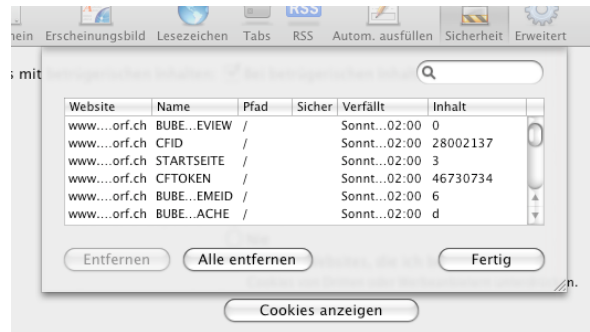 RSS
hein Erscheinungsbild Lesezeichen Tabs RSS Autom. ausfüllen Sicherheit Erweitert
s mit
Website Name Pfad Sicher Verfällt Inhalt
www....orf.ch BUBE...EVIEW / Sonnt...02:00 0
www....orf.ch CFID / Sonnt...02:00 28002137
www....orf.ch STARTSEITE / Sonnt...02:00 3
www....orf.ch CFTOKEN / Sonnt...02:00 46730734
www....orf.ch BUBE...EMEID / Sonnt...02:00 6
www....orf.ch BUBE...ACHE / Sonnt...02:00 d
Entfernen Alle entfernen Fertig
n.
Cookies anzeigen